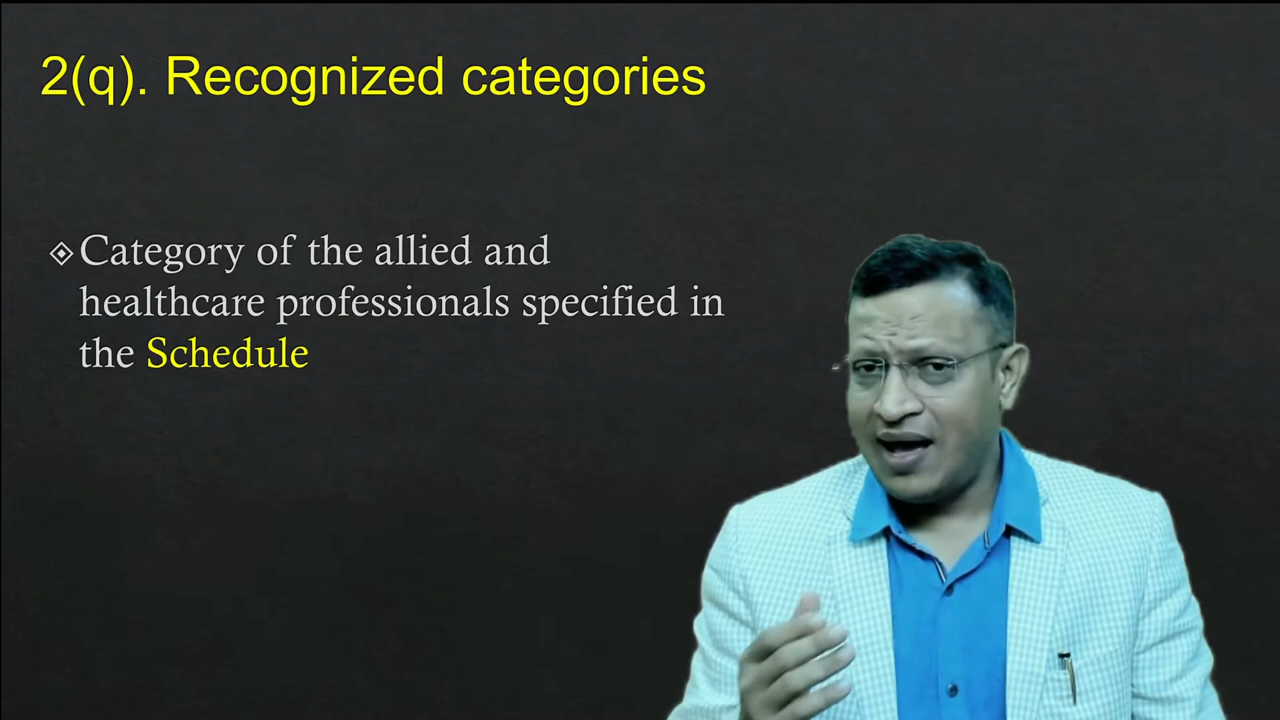 2(q). Recognized categories
Category of the allied and
healthcare professionals specified in
the Schedule